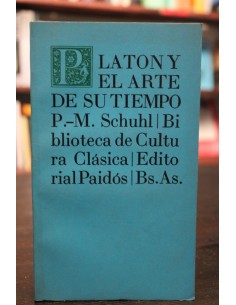 PLATON Y
EL ARTE
DE SU TIEMPO
P.-M. Schuhl | Bi
blioteca de Cultu
ra Clásica | Edito
rial Paidós | Bs. As.